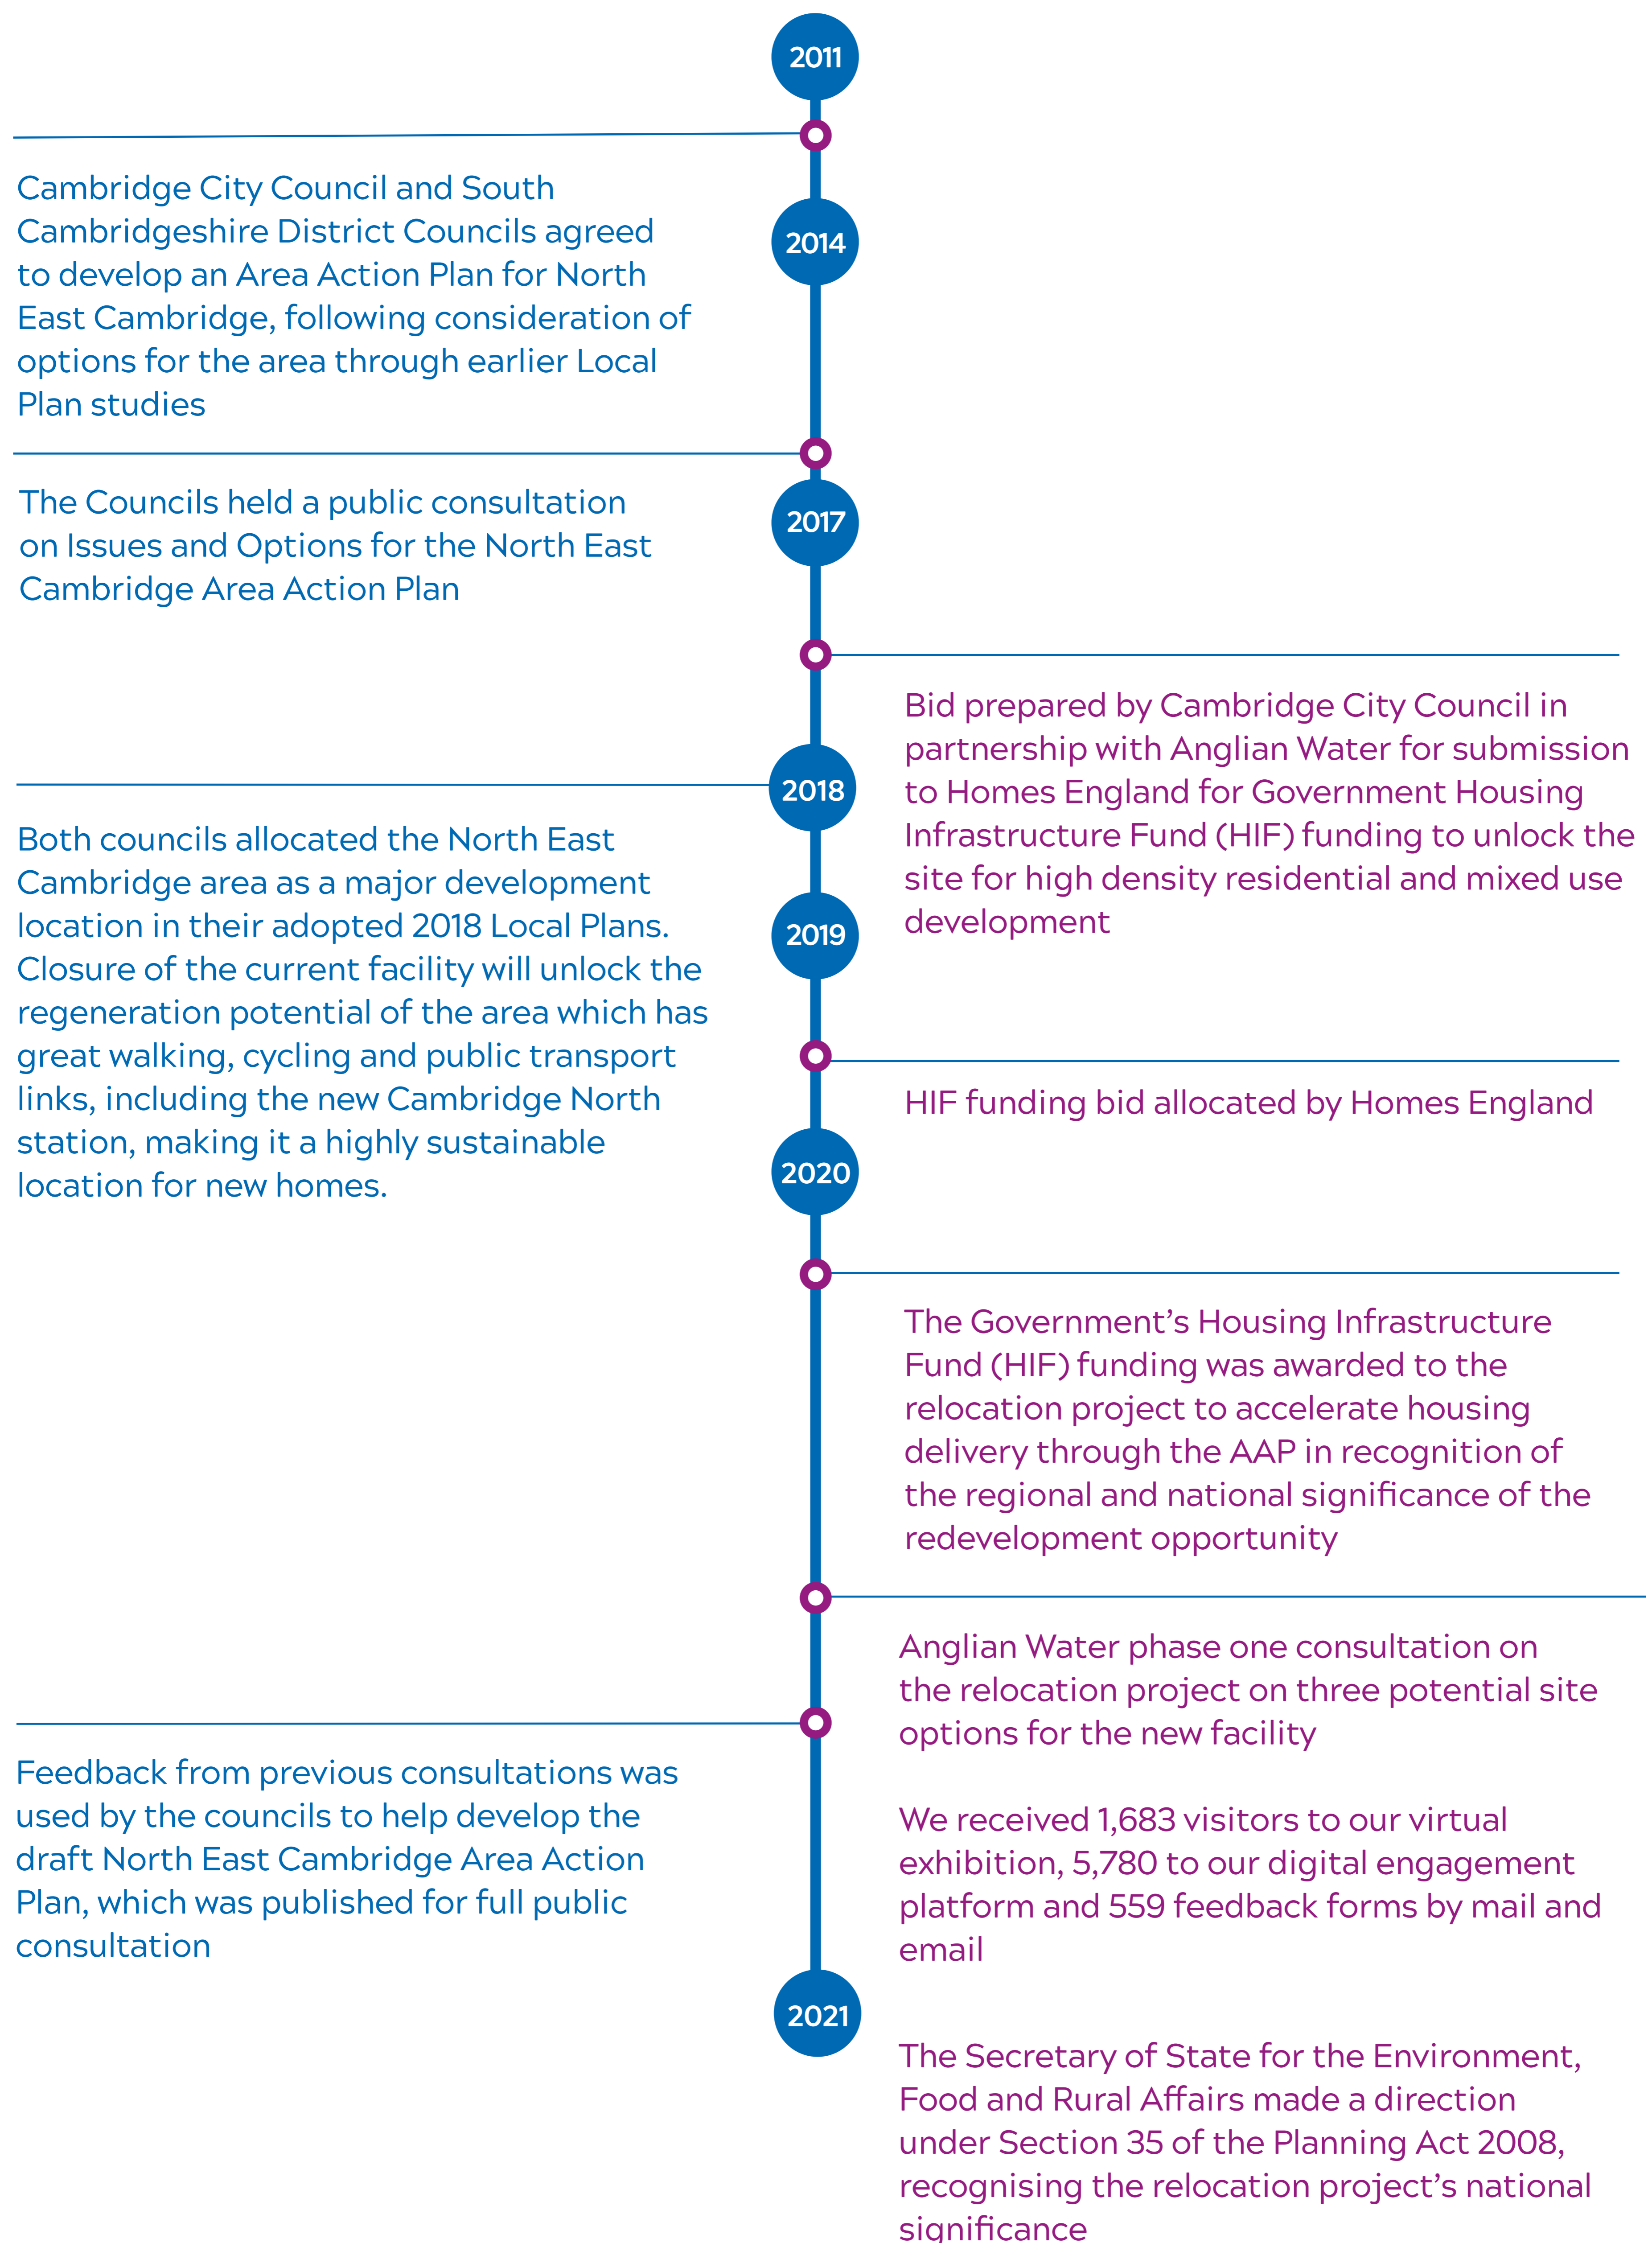 2011
Cambridge City Council and South
Cambridgeshire District Councils agreed
to develop an Area Action Plan for North
East Cambridge, following consideration of
options for the area through earlier Local
Plan studies
2014
The Councils held a public consultation
on Issues and Options for the North East
Cambridge Area Action Plan
2017
Bid prepared by Cambridge City Council in
partnership with Anglian Water for submission
to Homes England for Government Housing
Infrastructure Fund (HIF) funding to unlock the
site for high density residential and mixed use
development
2018
Both councils allocated the North East
Cambridge area as a major development
location in their adopted 2018 Local Plans.
Closure of the current facility will unlock the
regeneration potential of the area which has
great walking, cycling and public transport
links, including the new Cambridge North
station, making it a highly sustainable
location for new homes.
2019
HIF funding bid allocated by Homes England
2020
The Government’s Housing Infrastructure
Fund (HIF) funding was awarded to the
relocation project to accelerate housing
delivery through the AAP in recognition of
the regional and national significance of the
redevelopment opportunity
Anglian Water phase one consultation on
the relocation project on three potential site
options for the new facility
We received 1,683 visitors to our virtual
exhibition, 5,780 to our digital engagement
platform and 559 feedback forms by mail and
email
Feedback from previous consultations was
used by the councils to help develop the
draft North East Cambridge Area Action
Plan, which was published for full public
consultation
2021
The Secretary of State for the Environment,
Food and Rural Affairs made a direction
under Section 35 of the Planning Act 2008,
recognising the relocation project’s national
significance